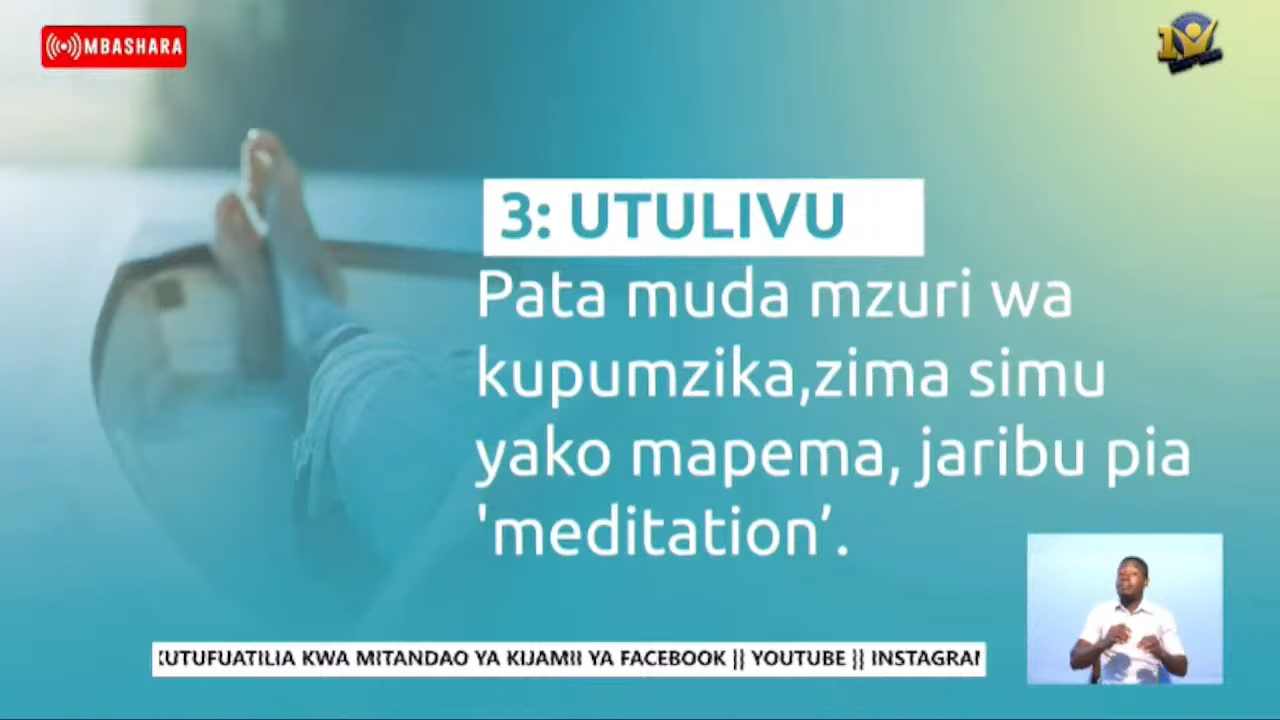 MBASHARA
3: UTULIVU
Pata muda mzuri wa
kupumzika,zima simu
yako mapema, jaribu pia
'meditation’.
KUTUFUATILIA KWA MITANDAO YA KIJAMII YA FACEBOOK || YOUTUBE || INSTAGRAM